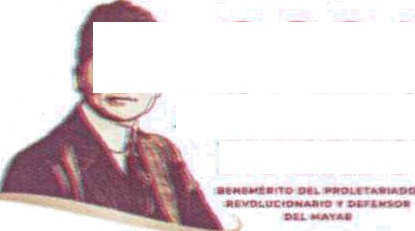 BENEMÉRITO DEL PROLETARIADO
REVOLUCIONARIO Y DEFENSOR
DEL MAYAB